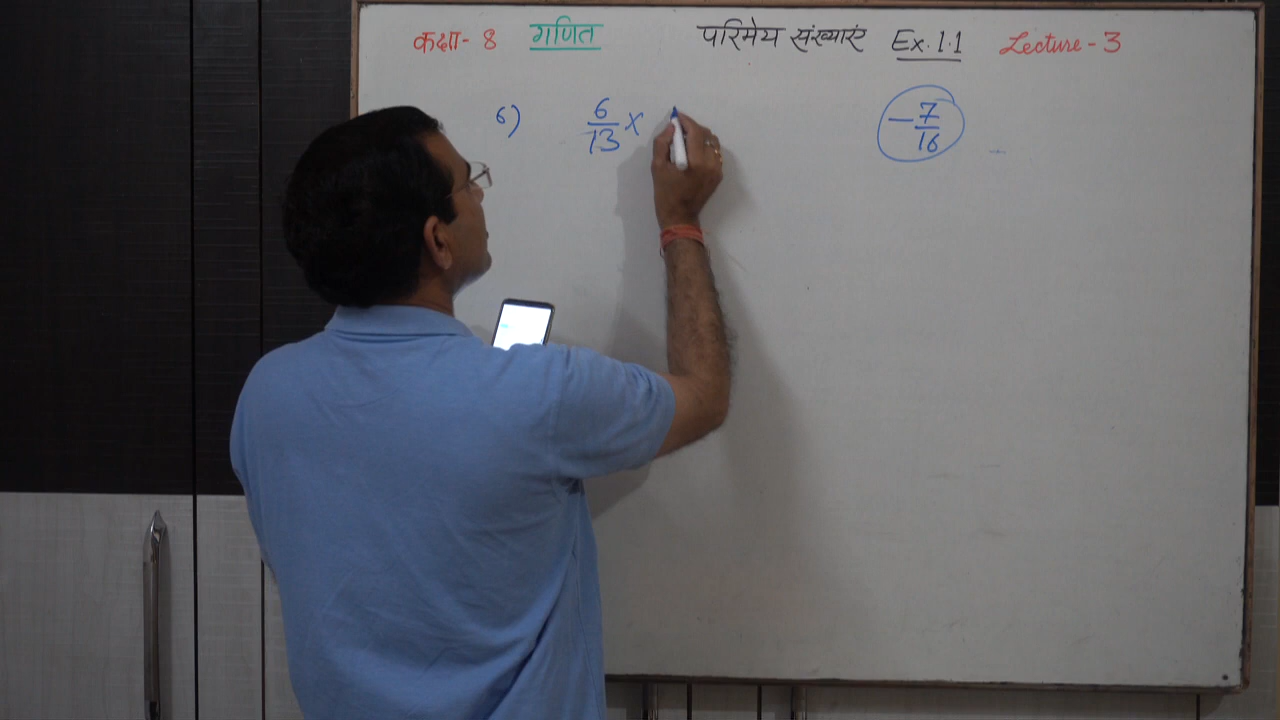 कक्षा- 8 गणित परिमेय संख्याएं Ex. 1.1 Lecture - 3
6) 6/13 × -7/16